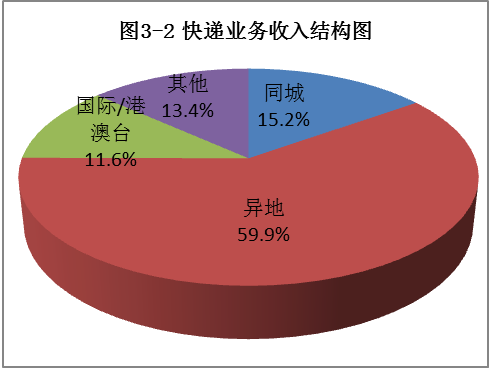 图3-2 快递业务收入结构图
其他
13.4%
同城
15.2%
国际/港
澳台
11.6%
异地
59.9%